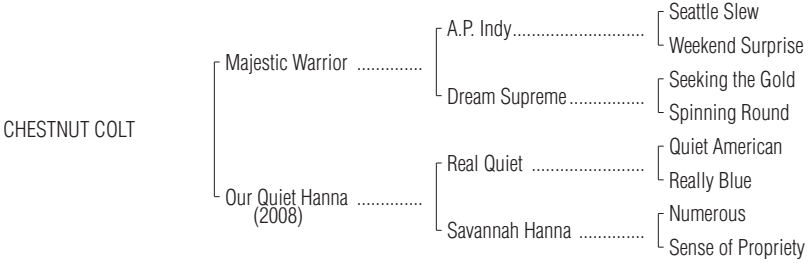 Seattle Slew
A.P. Indy..............................
Weekend Surprise
Majestic Warrior ..............
Seeking the Gold
Dream Supreme.................
Spinning Round
CHESTNUT COLT
Quiet American
Real Quiet .........................
Really Blue
Our Quiet Hanna ..............
(2008)
Numerous
Savannah Hanna ...............
Sense of Propriety